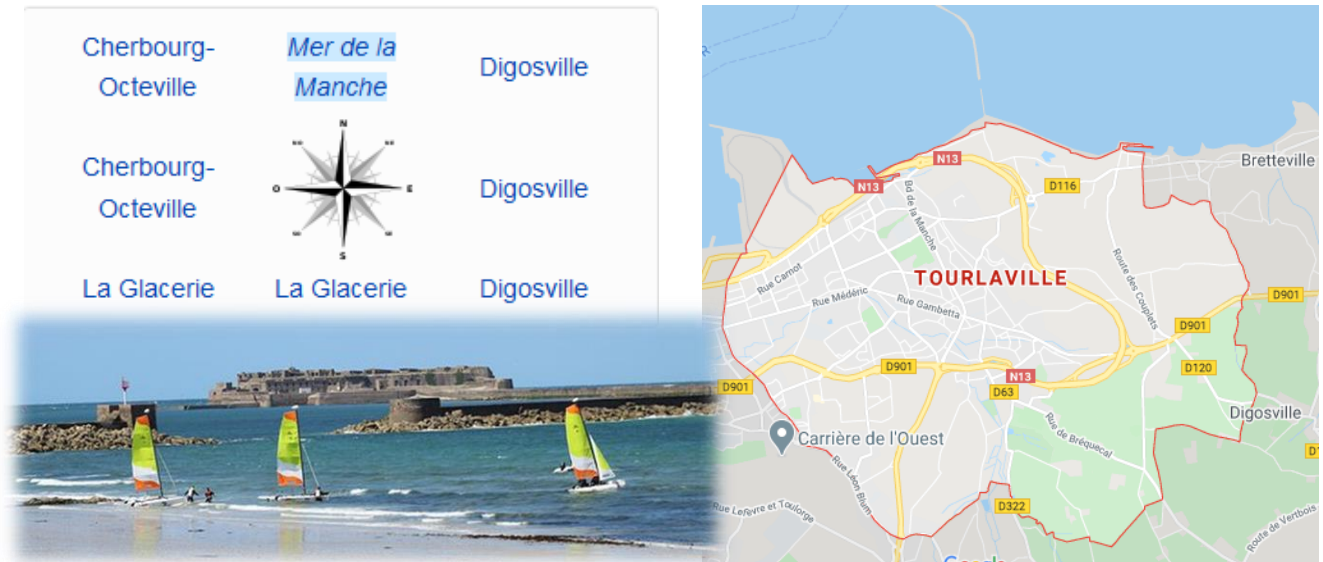 Cherbourg-
Octeville
Mer de la
Manche
Digosville
Cherbourg-
Octeville
N
O
E
S
Digosville
La Glacerie
La Glacerie
Digosville
N13
N13
Bd de la Manche
D116
Bretteville
TOURLAVILLE
Rue Carnot
Rue Médéric
Rue Gambetta
Route des Couplets
D901
D901
D901
D901
D120
N13
D63
Digosville
Rue de Bréquecal
Carrière de l'Ouest
Rue Léon Blum
Rue Lefèvre et Toulorge
D322
Route de Vertbois